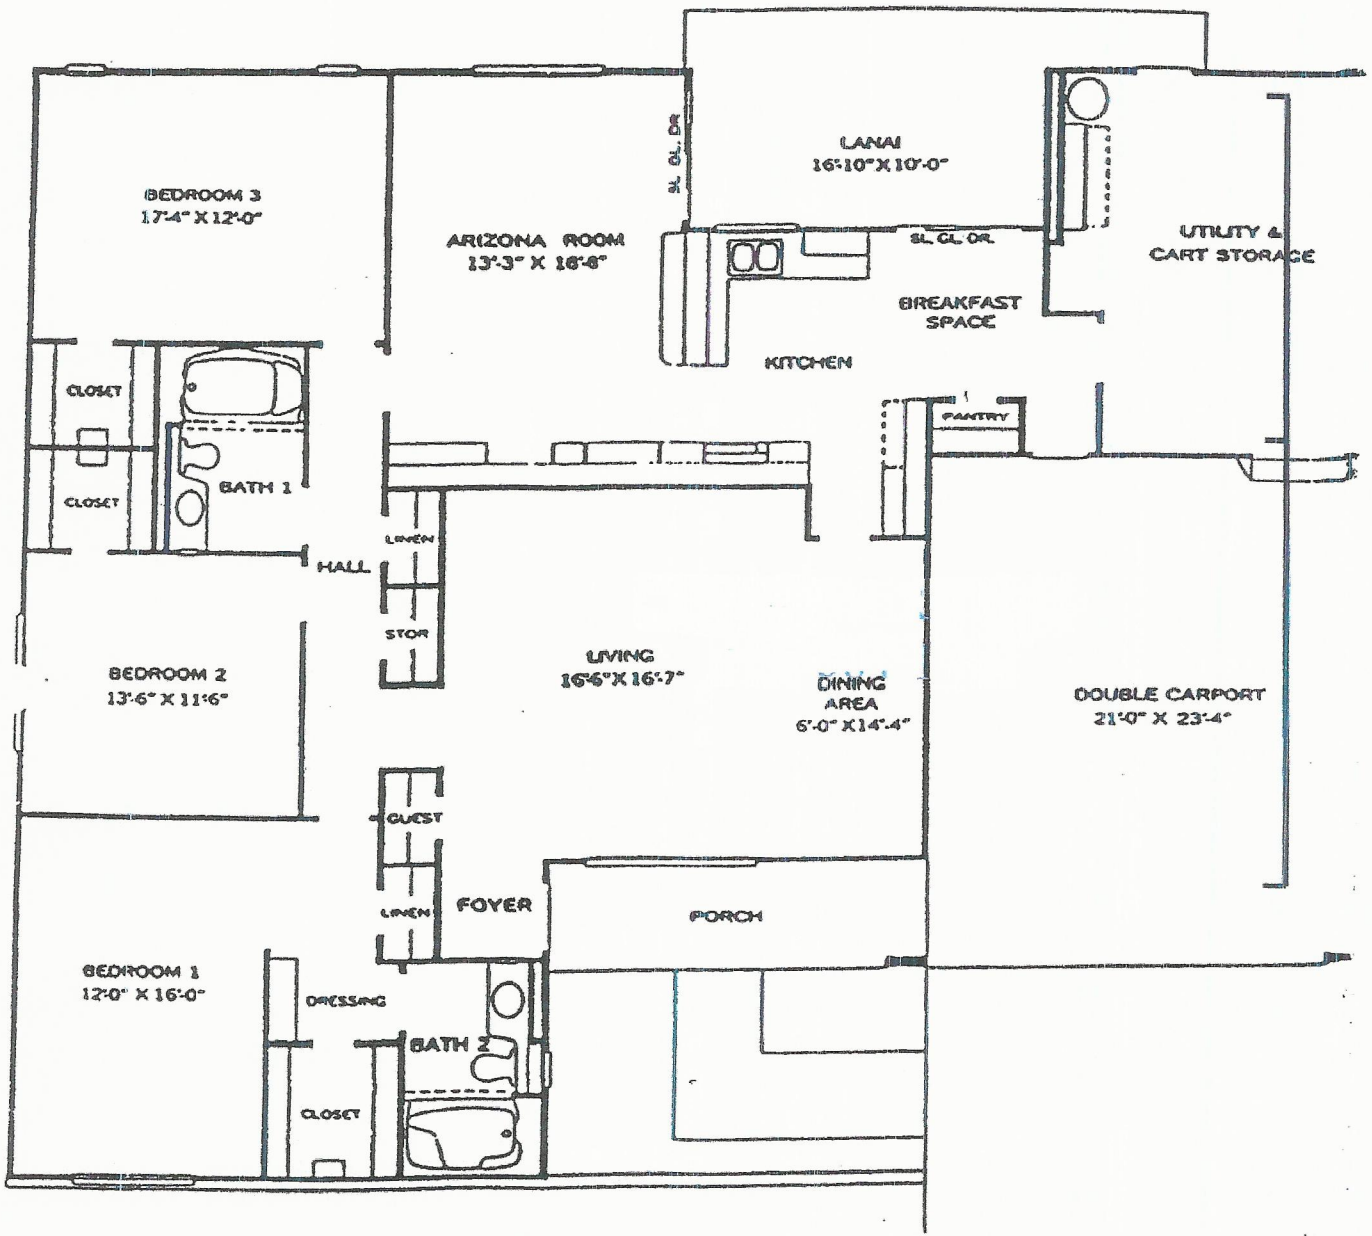 LANAI
16'-10" X 10'-0"
SL. GL. DR.
BEDROOM 3
17'-4" X 12'-0"
ARIZONA ROOM
13'-3" X 16'-8"
UTILITY &
CART STORAGE
SL. GL. DR.
BREAKFAST
SPACE
KITCHEN
CLOSET
PANTRY
CLOSET
BATH 1
LINEN
HALL
STOR
LIVING
16'-6" X 16'-7"
BEDROOM 2
13'-6" X 11'-6"
DINING
AREA
6'-0" X 14'-4"
DOUBLE CARPORT
21'-0" X 23'-4"
GUEST
LINEN
FOYER
PORCH
BEDROOM 1
12'-0" X 16'-0"
DRESSING
BATH 2
CLOSET